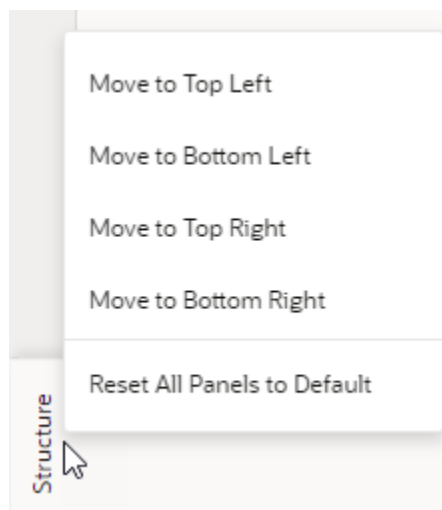 Move to Top Left
Move to Bottom Left
Move to Top Right
Move to Bottom Right
Reset All Panels to Default
Structure